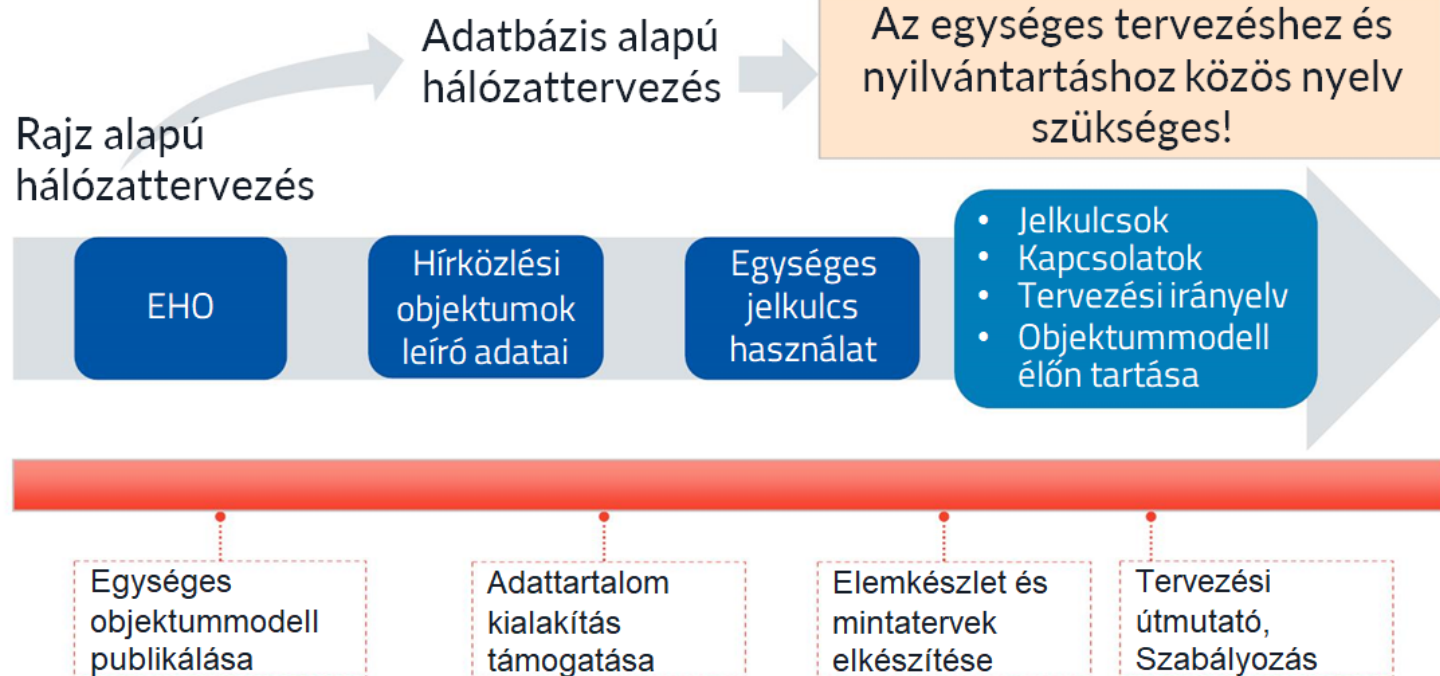 Rajz alapú
hálózattervezés
Adatbázis alapú
hálózattervezés
Az egységes tervezéshez és
nyilvántartáshoz közös nyelv
szükséges!
EHO
Hírközlési
objektumok
leíró adatai
Egységes
jelkulcs
használat
• Jelkulcsok
• Kapcsolatok
• Tervezési irányelv
• Objektummodell
élőn tartása
Egységes
objektummodell
publikálása
Adattartalom
kialakítás
támogatása
Elemkészlet és
mintatervek
elkészítése
Tervezési
útmutató,
Szabályozás